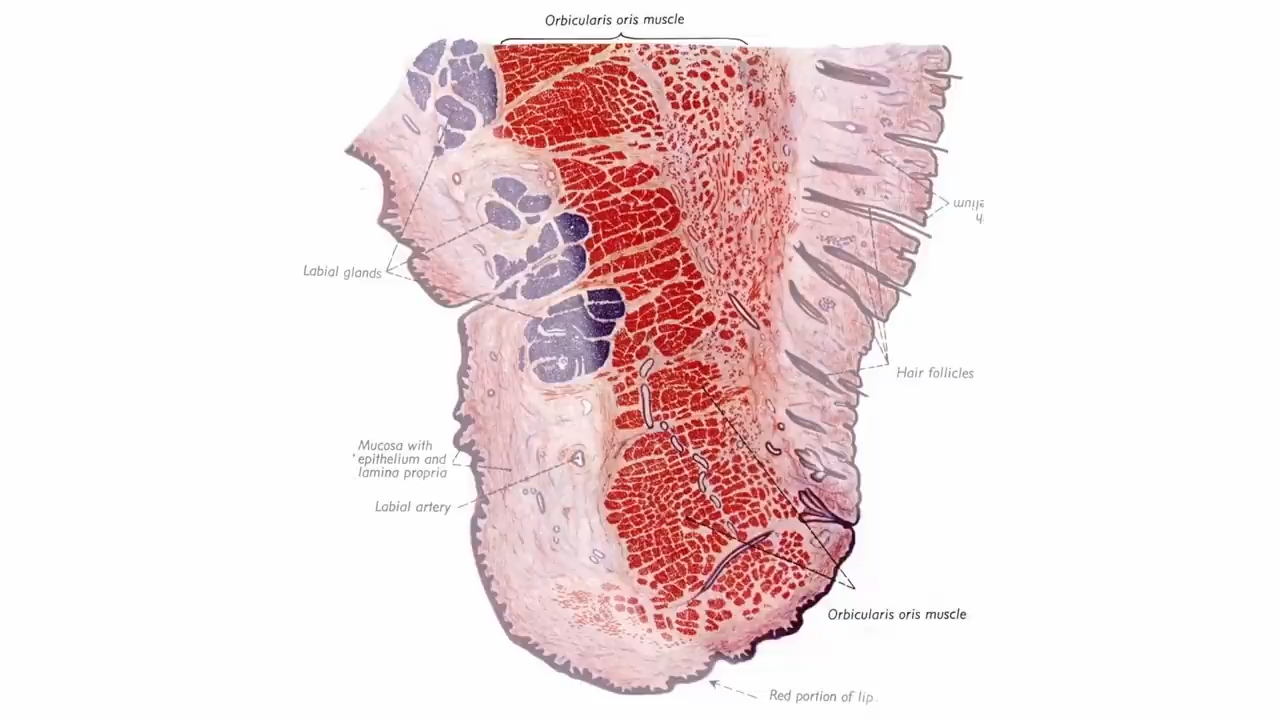 Orbicularis oris muscle
Labial glands
Hair follicles
Mucosa with
epithelium and
lamina propria
Labial artery
Orbicularis oris muscle
Red portion of lip